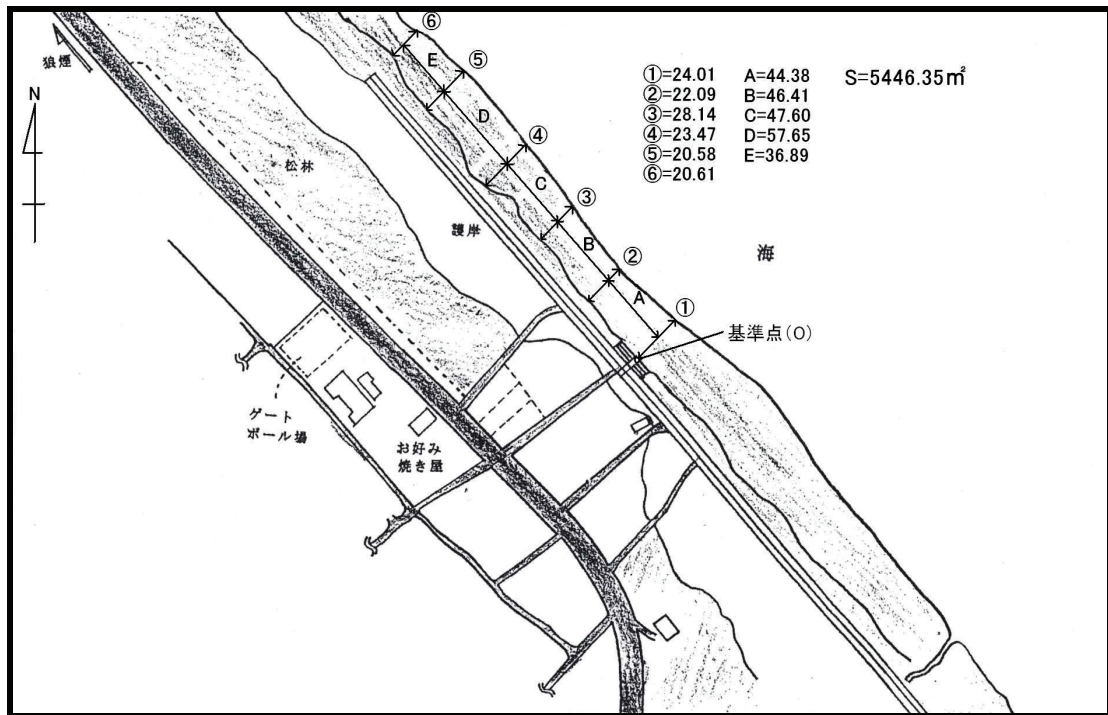 ⑥
狼煙
E
⑤
①=24.01 A=44.38 S=5446.35㎡
②=22.09 B=46.41
③=28.14 C=47.60
④=23.47 D=57.65
⑤=20.58 E=36.89
⑥=20.61
N
D
④
松林
C
③
護岸
B
海
②
A
①
基準点(O)
ゲート
ボール場
お好み
焼き屋